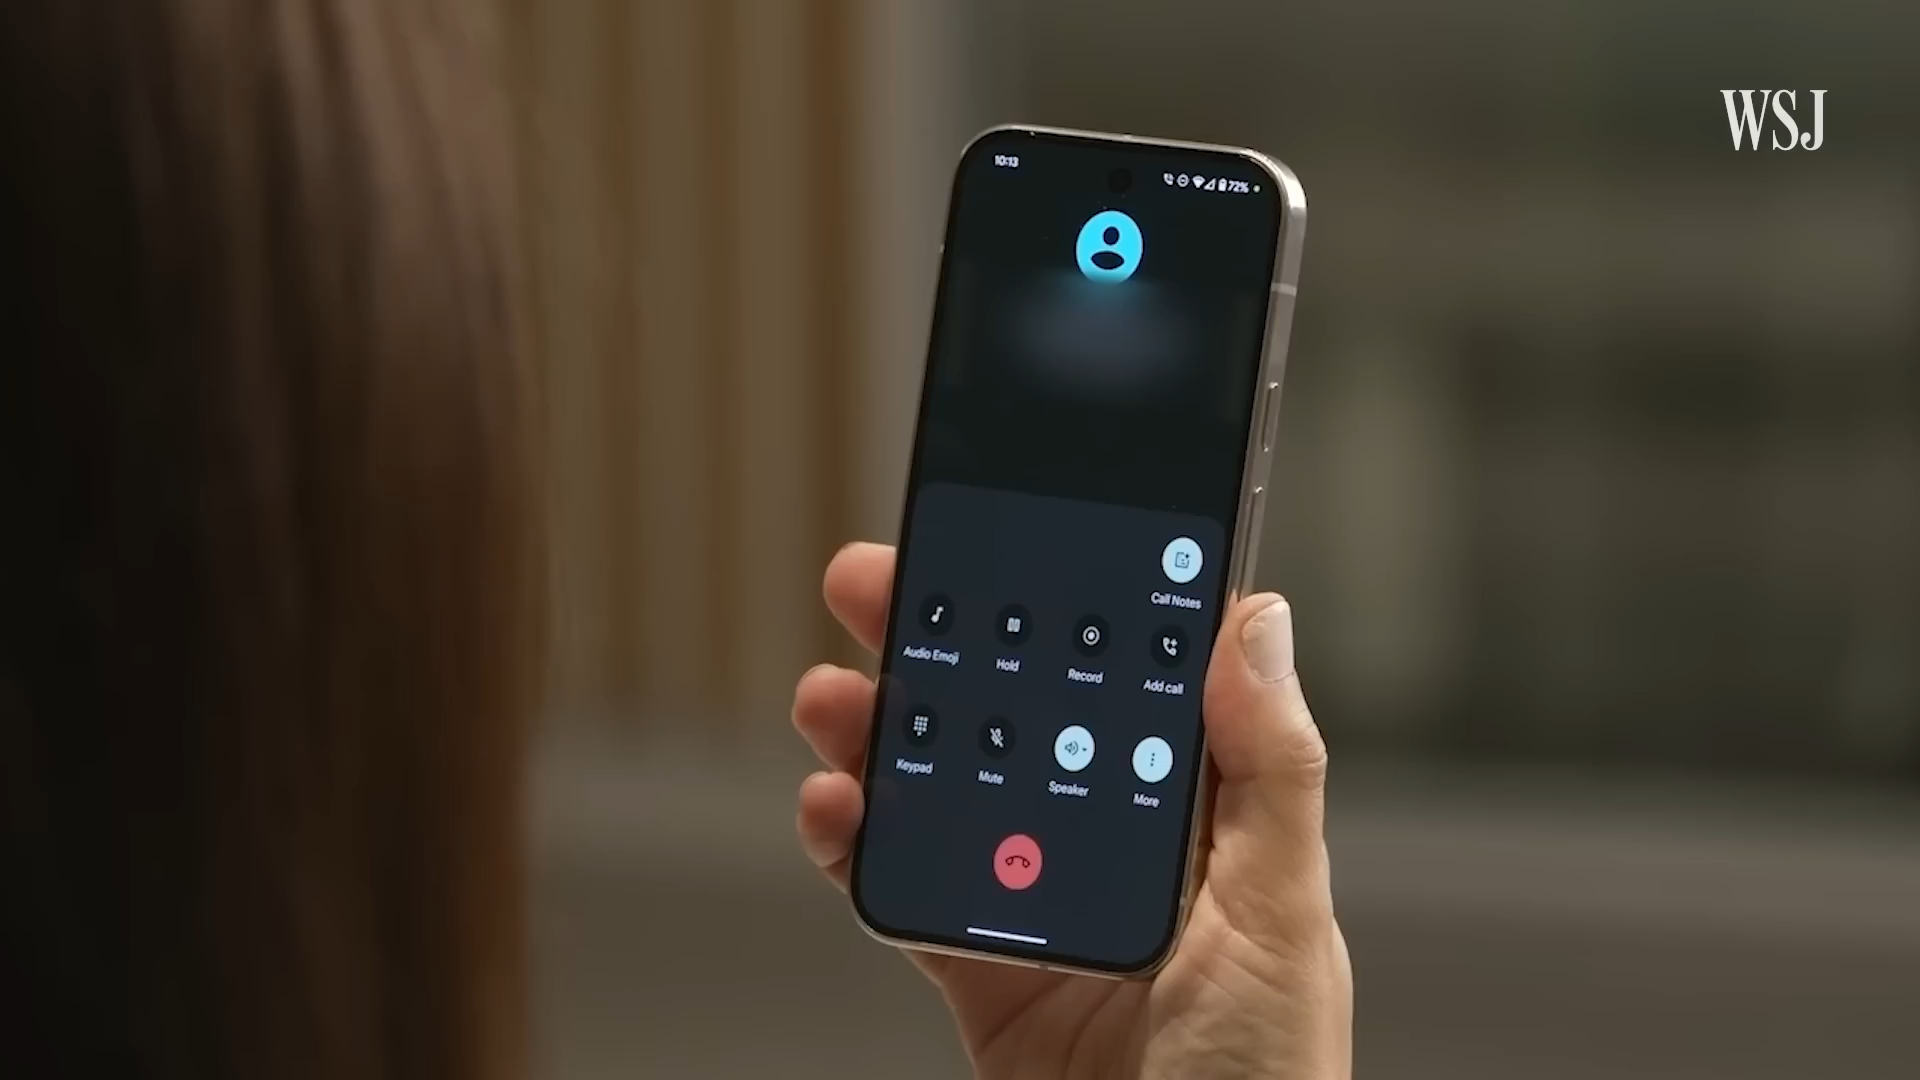 WSJ
10:13
72%
Call Notes
Audio Emoji
Hold
Record
Add call
Keypad
Mute
Speaker
More